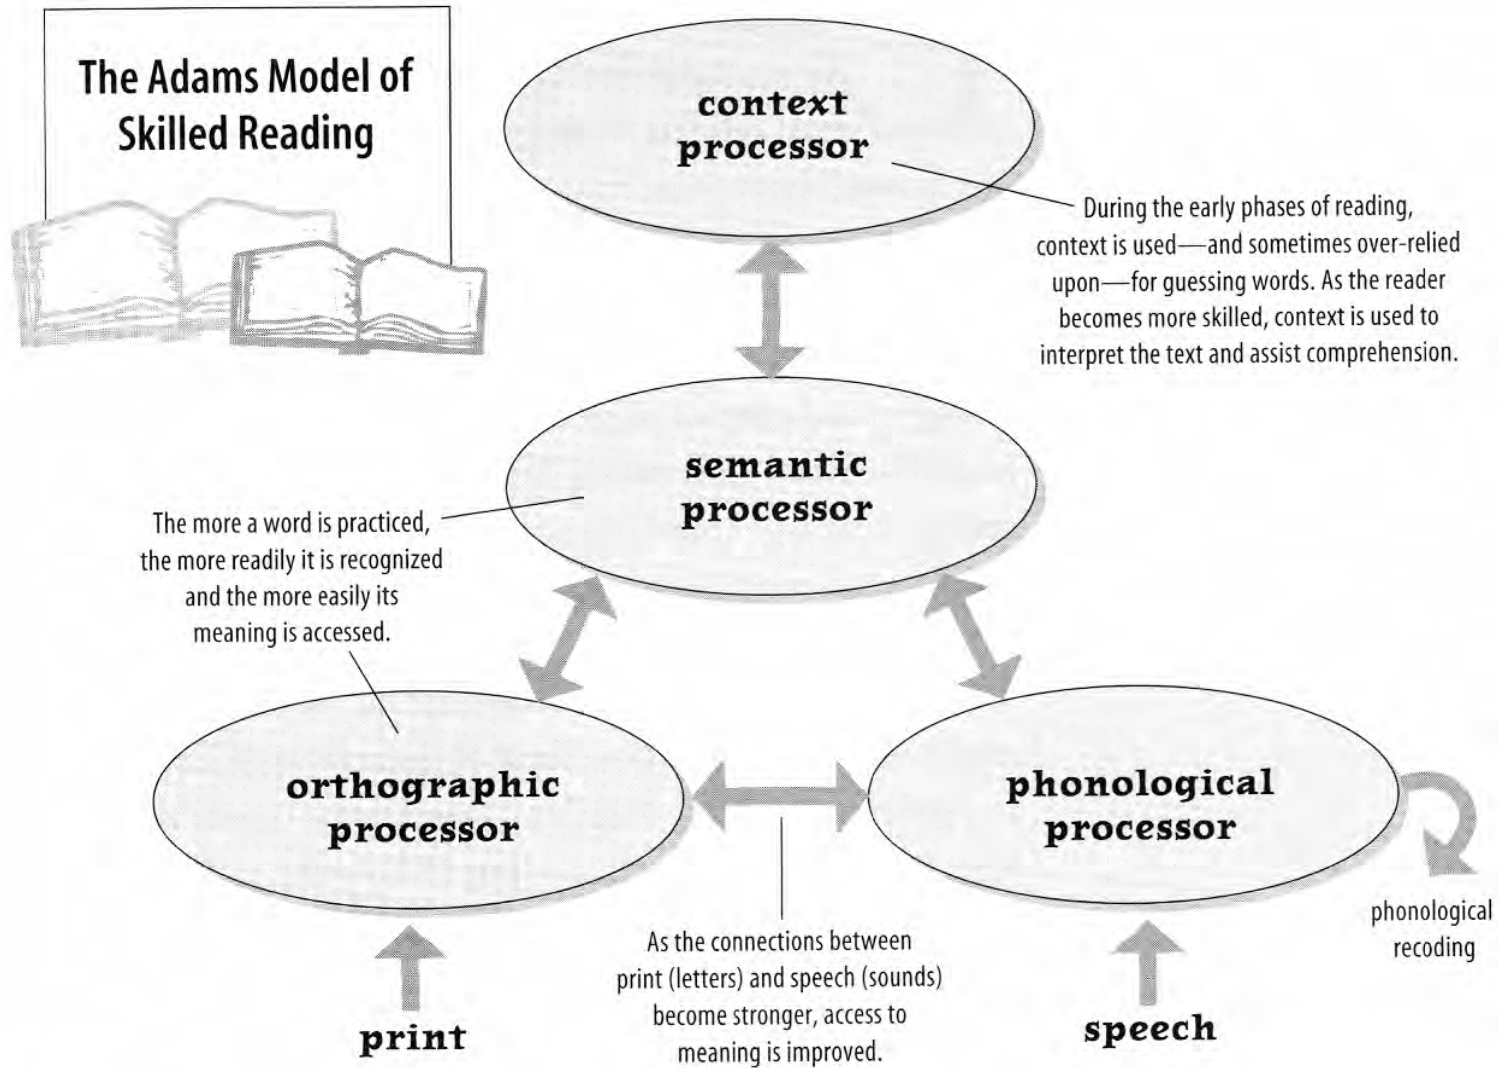 The Adams Model of
Skilled Reading
context
processor
During the early phases of reading,
context is used—and sometimes over-relied
upon—for guessing words. As the reader
becomes more skilled, context is used to
interpret the text and assist comprehension.
semantic
processor
The more a word is practiced,
the more readily it is recognized
and the more easily its
meaning is accessed.
orthographic
processor
phonological
processor
phonological
recoding
As the connections between
print (letters) and speech (sounds)
become stronger, access to
meaning is improved.
print
speech